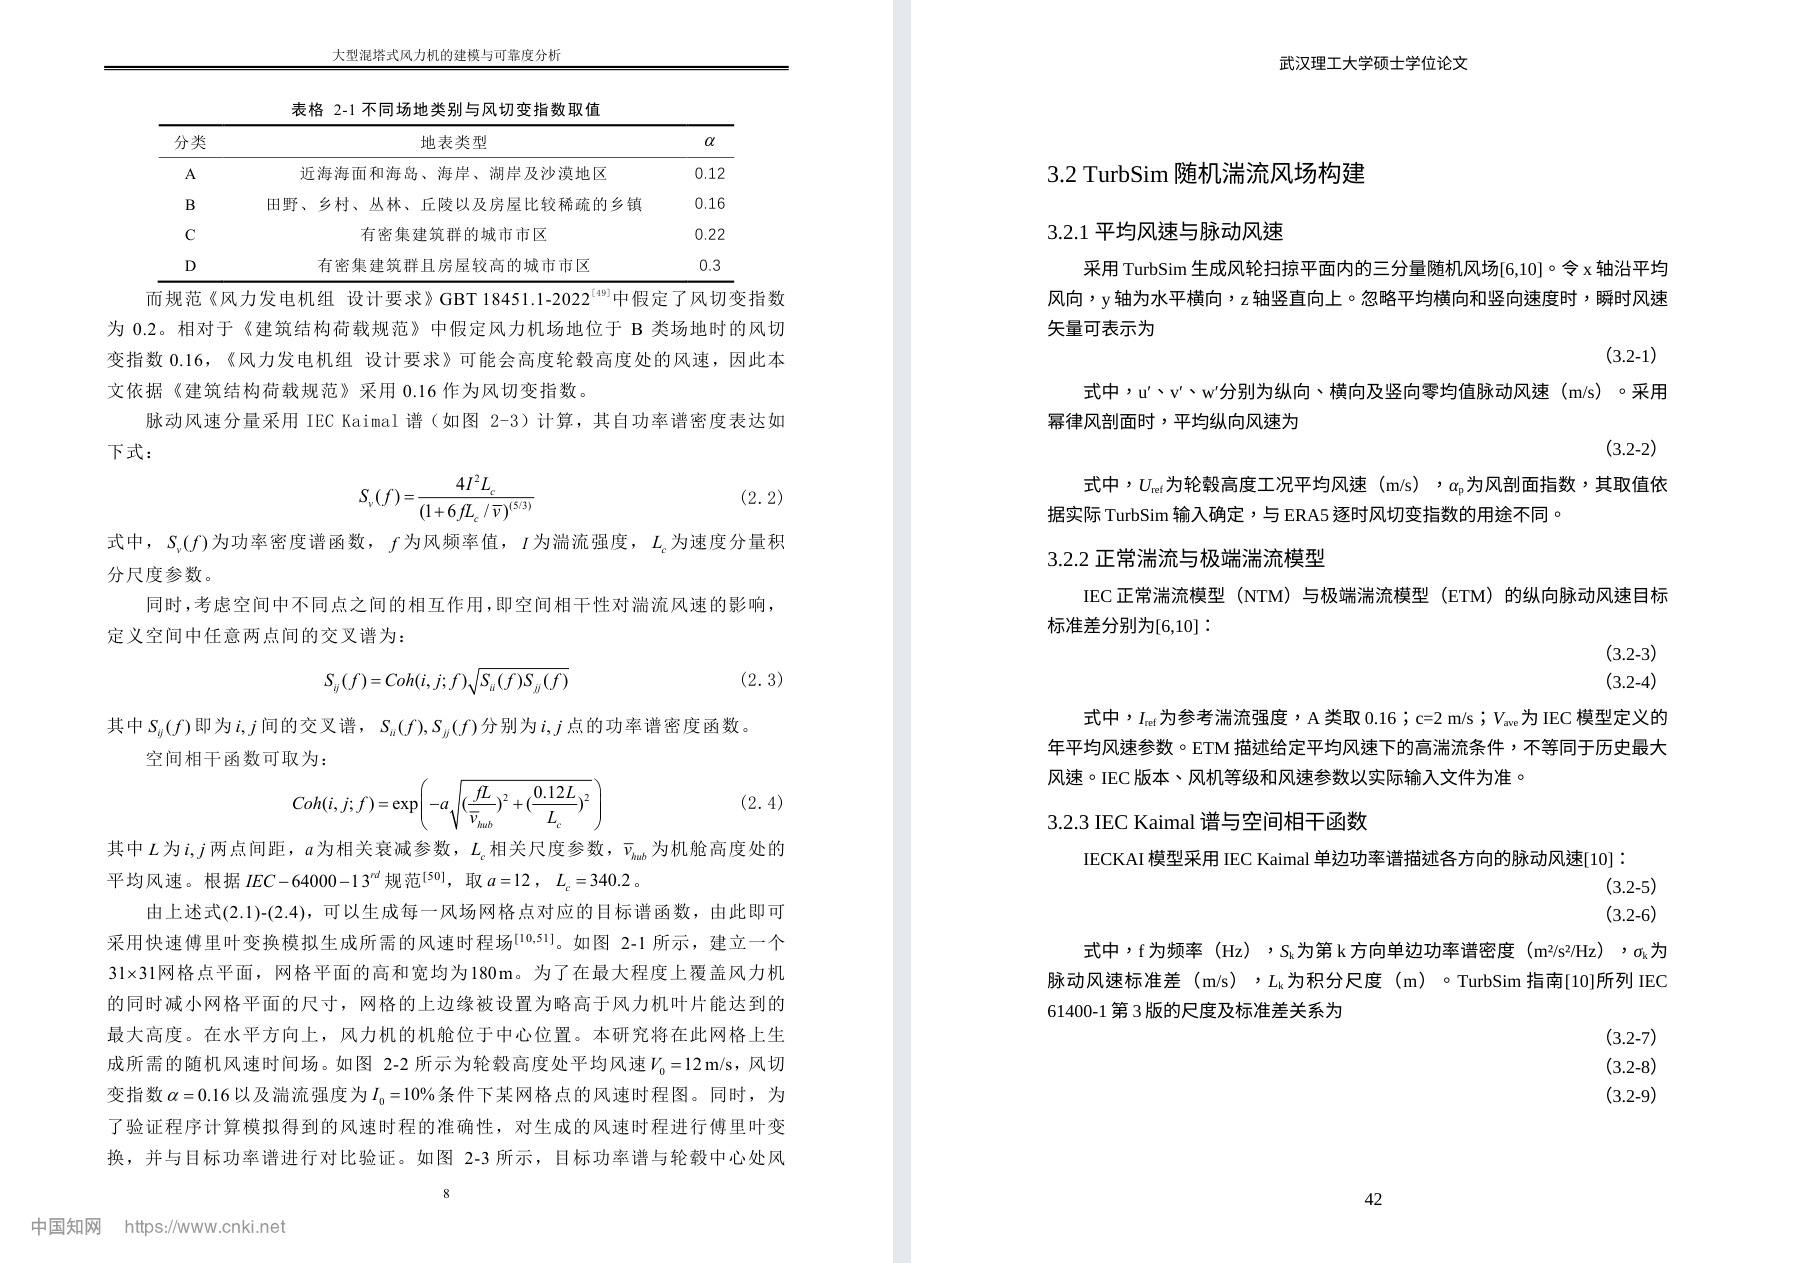 大型混塔式风力机的建模与可靠度分析
表格 2-1 不同场地类别与风切变指数取值
分类 地表类型 α
A 近海海面和海岛、海岸、湖岸及沙漠地区 0.12
B 田野、乡村、丛林、丘陵以及房屋比较稀疏的乡镇 0.16
C 有密集建筑群的城市市区 0.22
D 有密集建筑群且房屋较高的城市市区 0.3
而规范《风力发电机组 设计要求》GBT 18451.1-2022[49]中假定了风切变指数
为 0.2。相对于《建筑结构荷载规范》中假定风力机场地位于 B 类场地时的风切
变指数 0.16，《风力发电机组 设计要求》可能会高度轮毂高度处的风速，因此本
文依据《建筑结构荷载规范》采用 0.16 作为风切变指数。
脉动风速分量采用 IEC Kaimal 谱（如图 2-3）计算，其自功率谱密度表达如
下式：
S_v(f) = 4I²L_c / (1+6fL_c/v̄)^(5/3) (2.2)
式中，S_v(f)为功率密度谱函数，f 为风频率值，I 为湍流强度，L_c 为速度分量积
分尺度参数。
同时，考虑空间中不同点之间的相互作用，即空间相干性对湍流风速的影响，
定义空间中任意两点间的交叉谱为：
S_ij(f) = Coh(i, j; f)√(S_ii(f)S_jj(f)) (2.3)
其中 S_ij(f) 即为 i, j 间的交叉谱，S_ii(f), S_jj(f) 分别为 i, j 点的功率谱密度函数。
空间相干函数可取为：
Coh(i, j; f) = exp(−a√((fL/v̄_hub)² + (0.12L/L_c)²)) (2.4)
其中 L 为 i, j 两点间距，a 为相关衰减参数，L_c 相关尺度参数，v̄_hub 为机舱高度处的
平均风速。根据 IEC−64000−13^rd 规范[50]，取 a=12，L_c=340.2。
由上述式(2.1)-(2.4)，可以生成每一风场网格点对应的目标谱函数，由此即可
采用快速傅里叶变换模拟生成所需的风速时程场[10,51]。如图 2-1 所示，建立一个
31×31网格点平面，网格平面的高和宽均为180m。为了在最大程度上覆盖风力机
的同时减小网格平面的尺寸，网格的上边缘被设置为略高于风力机叶片能达到的
最大高度。在水平方向上，风力机的机舱位于中心位置。本研究将在此网格上生
成所需的随机风速时间场。如图 2-2 所示为轮毂高度处平均风速V₀=12m/s，风切
变指数α=0.16以及湍流强度为I₀=10%条件下某网格点的风速时程图。同时，为
了验证程序计算模拟得到的风速时程的准确性，对生成的风速时程进行傅里叶变
换，并与目标功率谱进行对比验证。如图 2-3 所示，目标功率谱与轮毂中心处风
8
中国知网 https://www.cnki.net
武汉理工大学硕士学位论文
3.2 TurbSim 随机湍流风场构建
3.2.1 平均风速与脉动风速
采用 TurbSim 生成风轮扫掠平面内的三分量随机风场[6,10]。令 x 轴沿平均
风向，y 轴为水平横向，z 轴竖直向上。忽略平均横向和竖向速度时，瞬时风速
矢量可表示为
（3.2-1）
式中，u′、v′、w′分别为纵向、横向及竖向零均值脉动风速（m/s）。采用
幂律风剖面时，平均纵向风速为
（3.2-2）
式中，U_ref为轮毂高度工况平均风速（m/s），α_p为风剖面指数，其取值依
据实际 TurbSim 输入确定，与 ERA5 逐时风切变指数的用途不同。
3.2.2 正常湍流与极端湍流模型
IEC 正常湍流模型（NTM）与极端湍流模型（ETM）的纵向脉动风速目标
标准差分别为[6,10]：
（3.2-3）
（3.2-4）
式中，I_ref为参考湍流强度，A 类取 0.16；c=2 m/s；V_ave为 IEC 模型定义的
年平均风速参数。ETM 描述给定平均风速下的高湍流条件，不等同于历史最大
风速。IEC 版本、风机等级和风速参数以实际输入文件为准。
3.2.3 IEC Kaimal 谱与空间相干函数
IECKAI 模型采用 IEC Kaimal 单边功率谱描述各方向的脉动风速[10]：
（3.2-5）
（3.2-6）
式中，f 为频率（Hz），S_k为第 k 方向单边功率谱密度（m²/s²/Hz），σ_k为
脉动风速标准差（m/s），L_k为积分尺度（m）。TurbSim 指南[10]所列 IEC
61400-1 第 3 版的尺度及标准差关系为
（3.2-7）
（3.2-8）
（3.2-9）
42